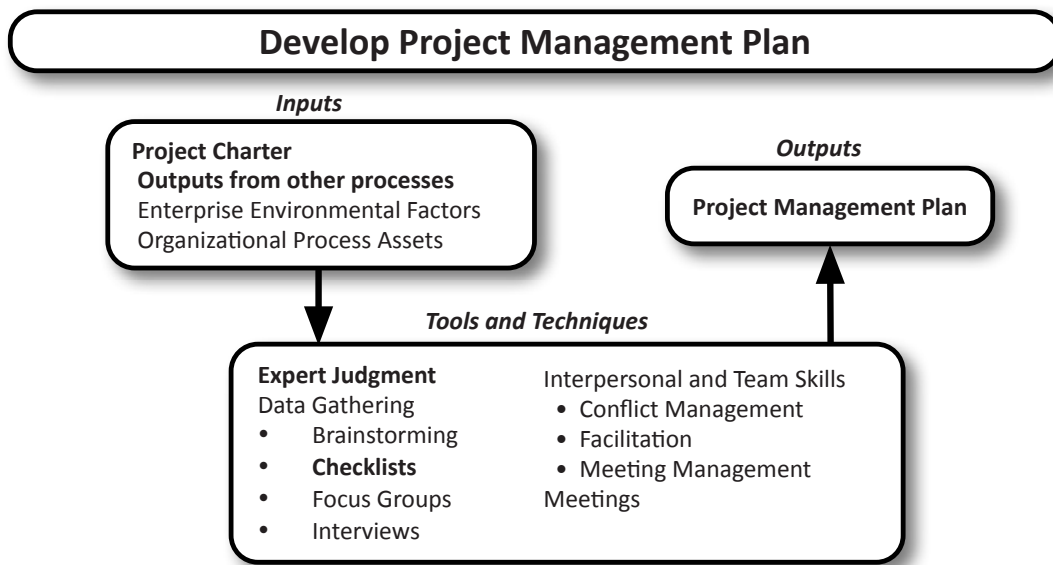 Develop Project Management Plan
Inputs
Project Charter
Outputs from other processes
Enterprise Environmental Factors
Organizational Process Assets
Outputs
Project Management Plan
Tools and Techniques
Expert Judgment
Data Gathering
• Brainstorming
• Checklists
• Focus Groups
• Interviews
Interpersonal and Team Skills
• Conflict Management
• Facilitation
• Meeting Management
Meetings